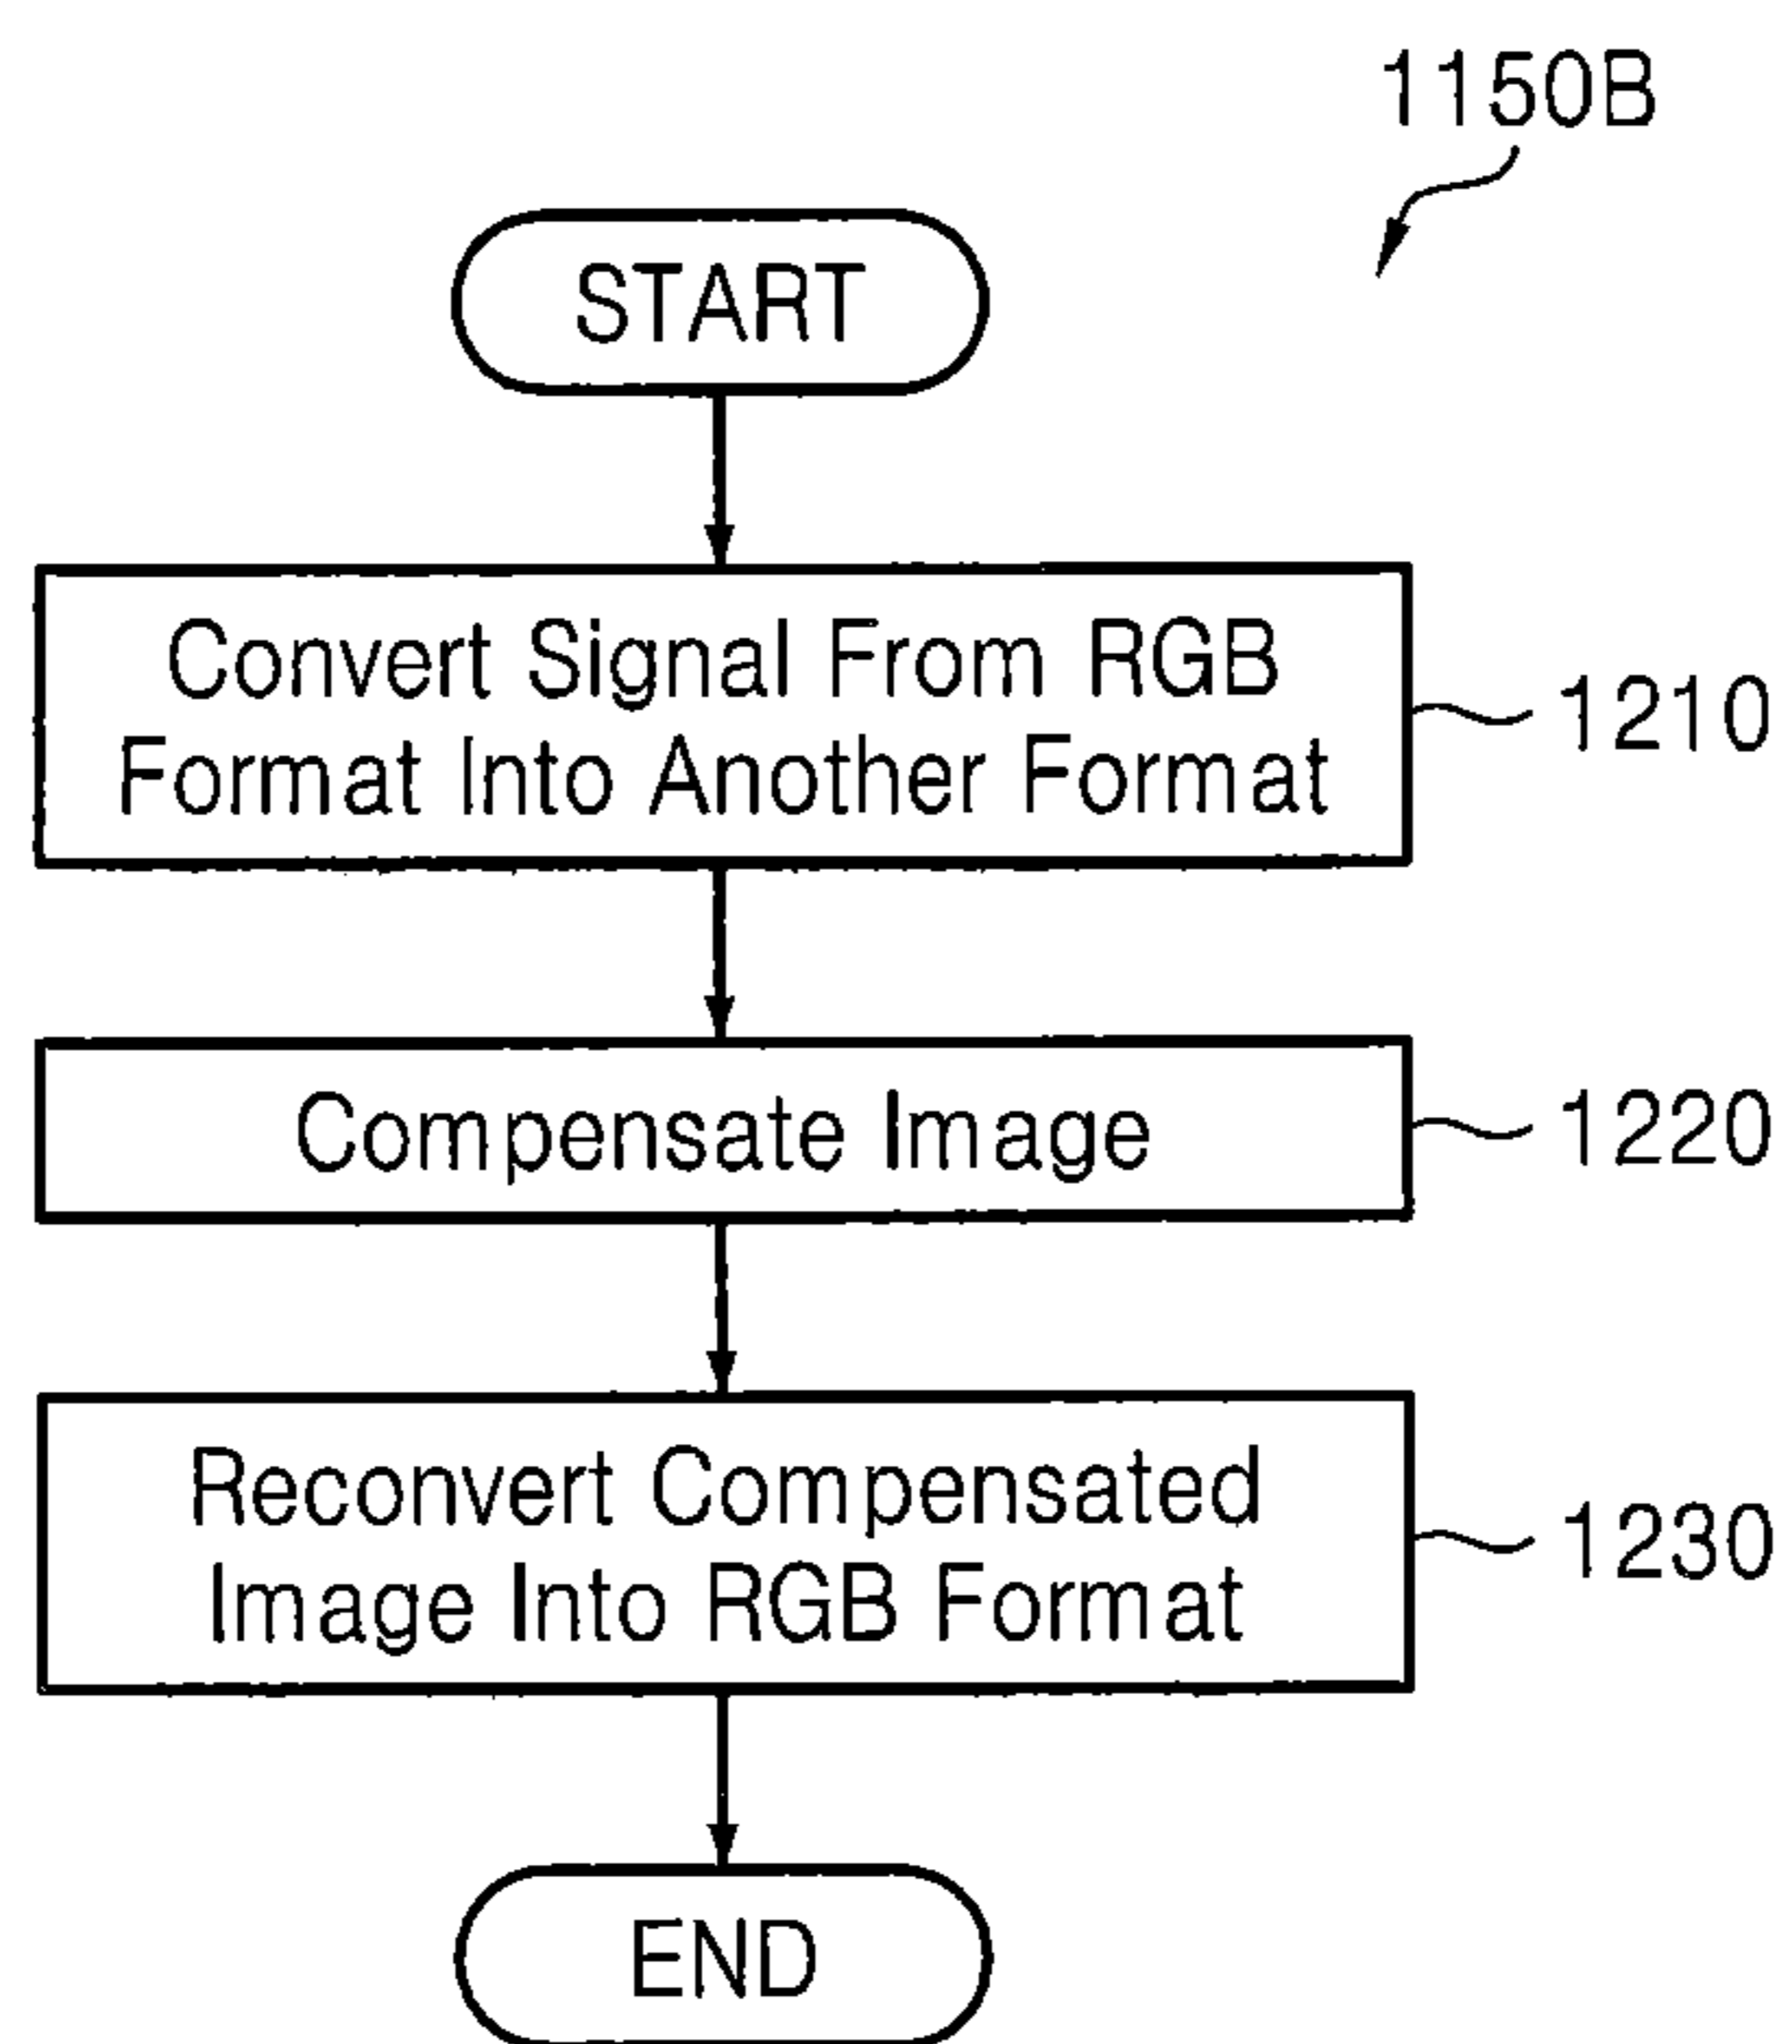 1150B
START
Convert Signal From RGB
Format Into Another Format
1210
Compensate Image
1220
Reconvert Compensated
Image Into RGB Format
1230
END